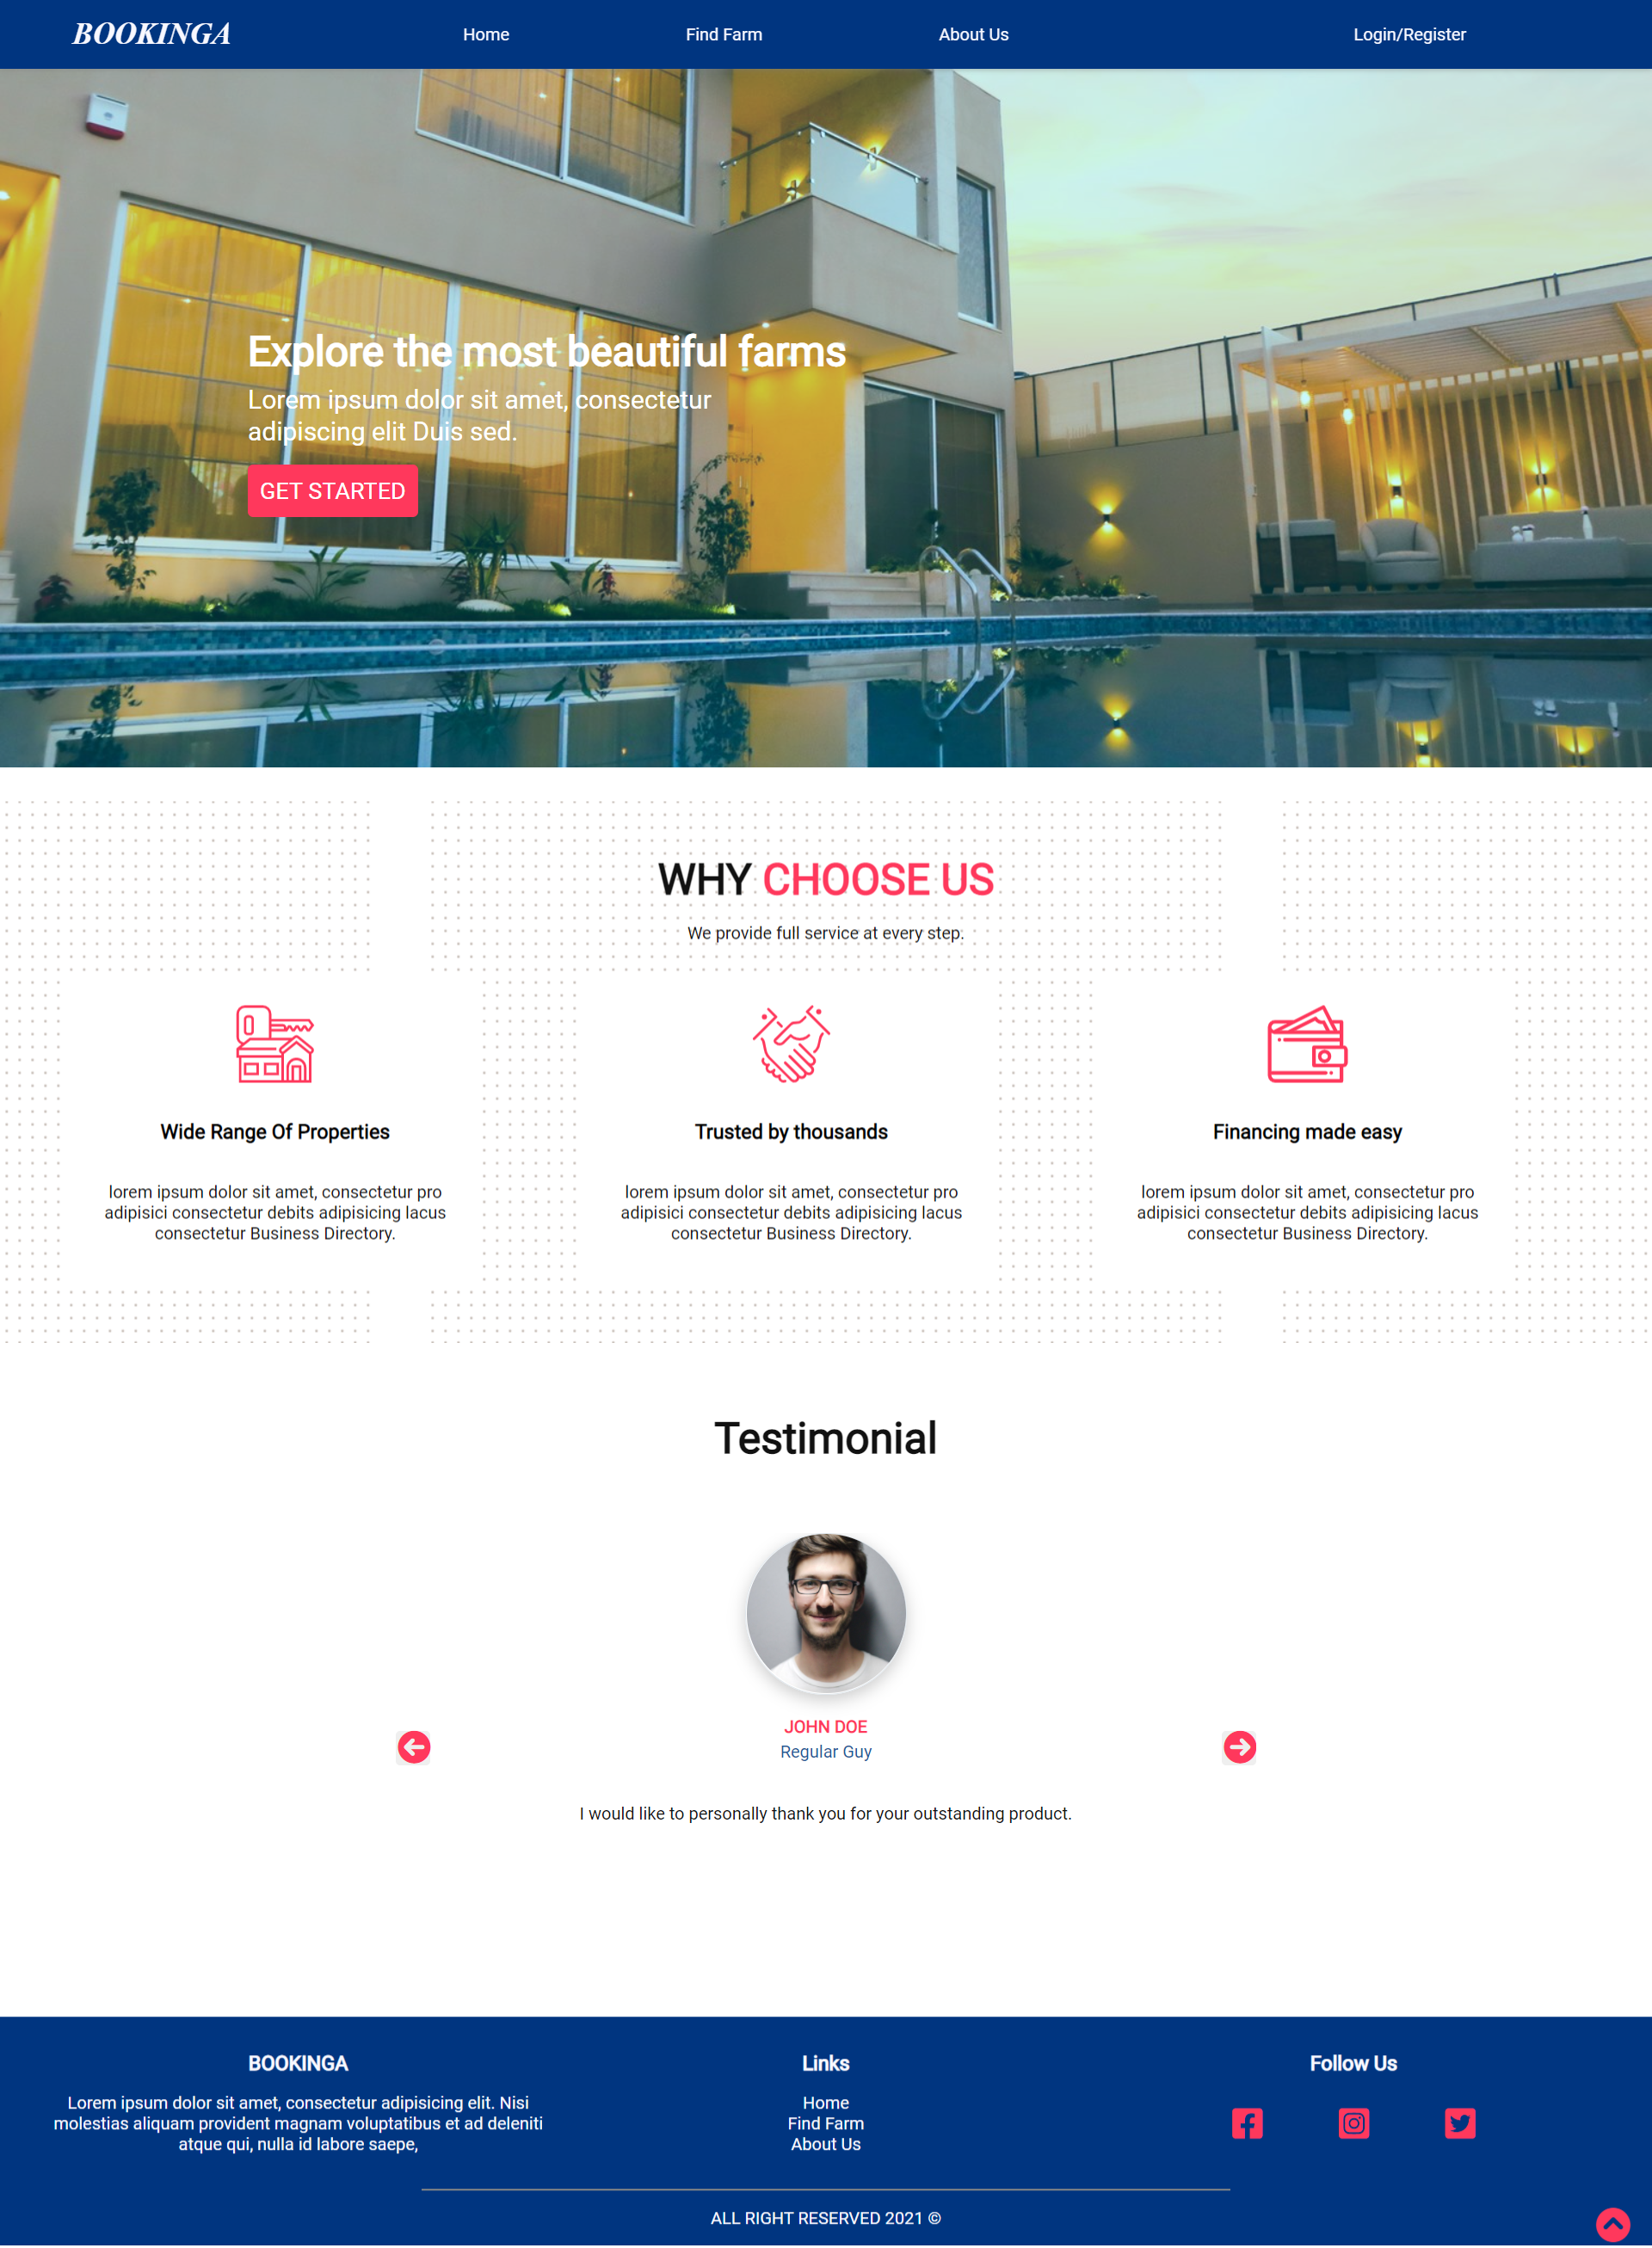 BOOKINGA
Home
Find Farm
About Us
Login/Register
Explore the most beautiful farms
Lorem ipsum dolor sit amet, consectetur
adipiscing elit Duis sed.
GET STARTED
WHY CHOOSE US
We provide full service at every step.
Wide Range Of Properties
lorem ipsum dolor sit amet, consectetur pro
adipisici consectetur debits adipisicing lacus
consectetur Business Directory.
Trusted by thousands
lorem ipsum dolor sit amet, consectetur pro
adipisici consectetur debits adipisicing lacus
consectetur Business Directory.
Financing made easy
lorem ipsum dolor sit amet, consectetur pro
adipisici consectetur debits adipisicing lacus
consectetur Business Directory.
Testimonial
JOHN DOE
Regular Guy
I would like to personally thank you for your outstanding product.
BOOKINGA
Lorem ipsum dolor sit amet, consectetur adipisicing elit. Nisi
molestias aliquam provident magnam voluptatibus et ad deleniti
atque qui, nulla id labore saepe,
Links
Home
Find Farm
About Us
Follow Us
ALL RIGHT RESERVED 2021 ©